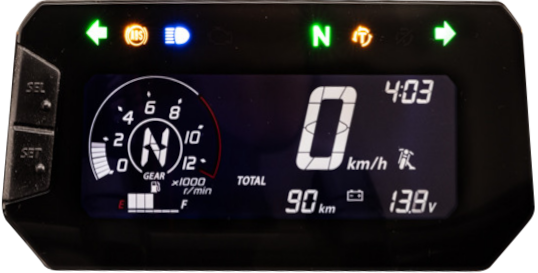 ABS N T
SEL
4:03
6
4 8
2 N 10
0 12
GEAR
SET
0 km/h
x1000 r/min
TOTAL
E F
90 km
13.8 v